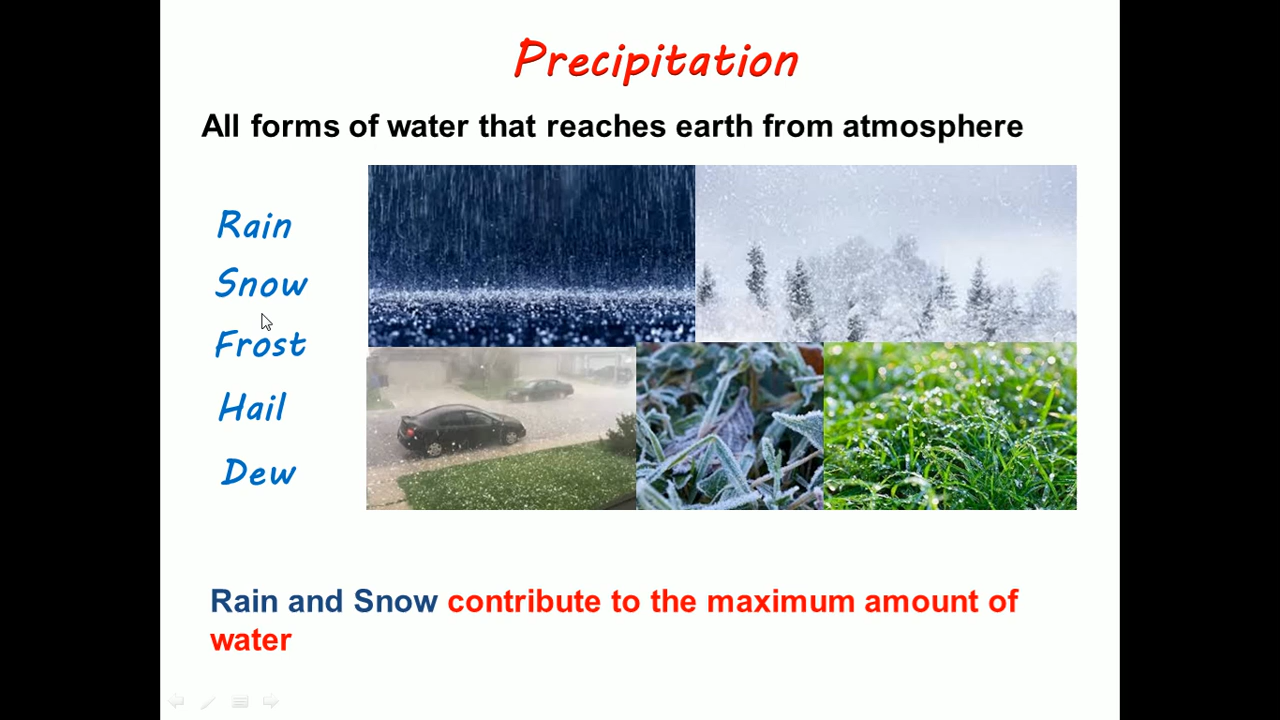 Precipitation
All forms of water that reaches earth from atmosphere
Rain
Snow
Frost
Hail
Dew
Rain and Snow contribute to the maximum amount of
water